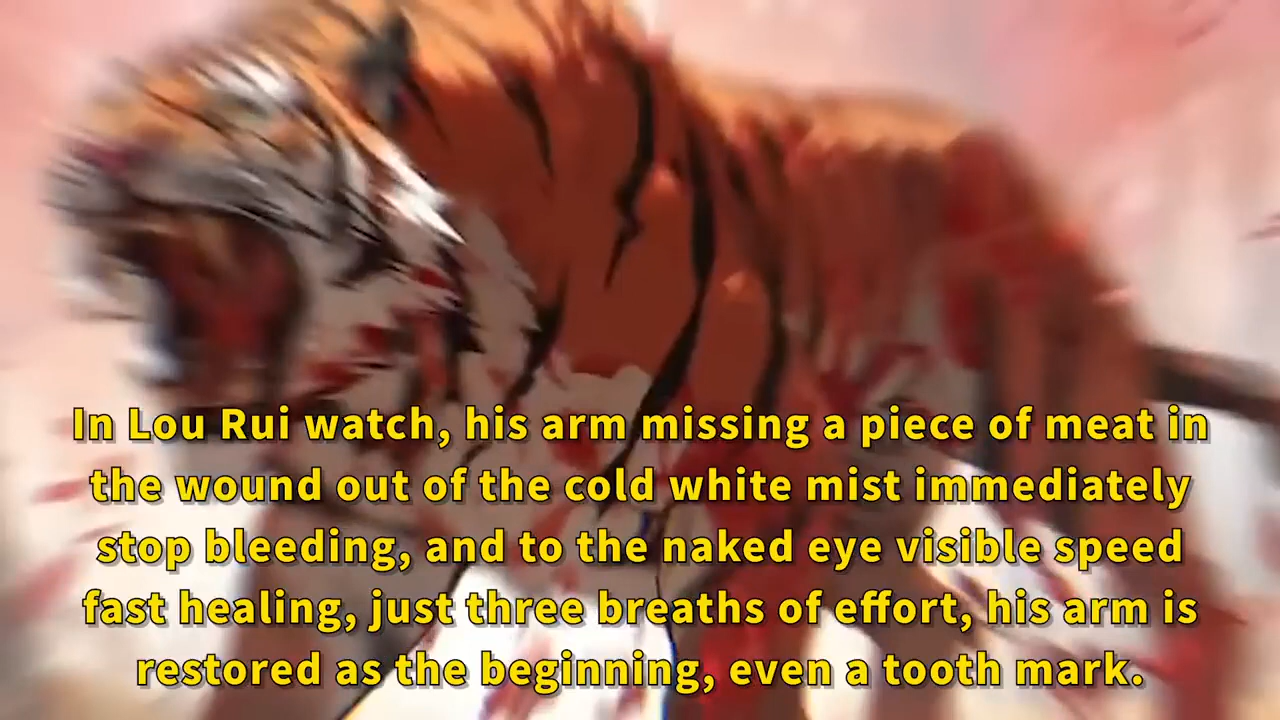 In Lou Rui watch, his arm missing a piece of meat in
the wound out of the cold white mist immediately
stop bleeding, and to the naked eye visible speed
fast healing, just three breaths of effort, his arm is
restored as the beginning, even a tooth mark.